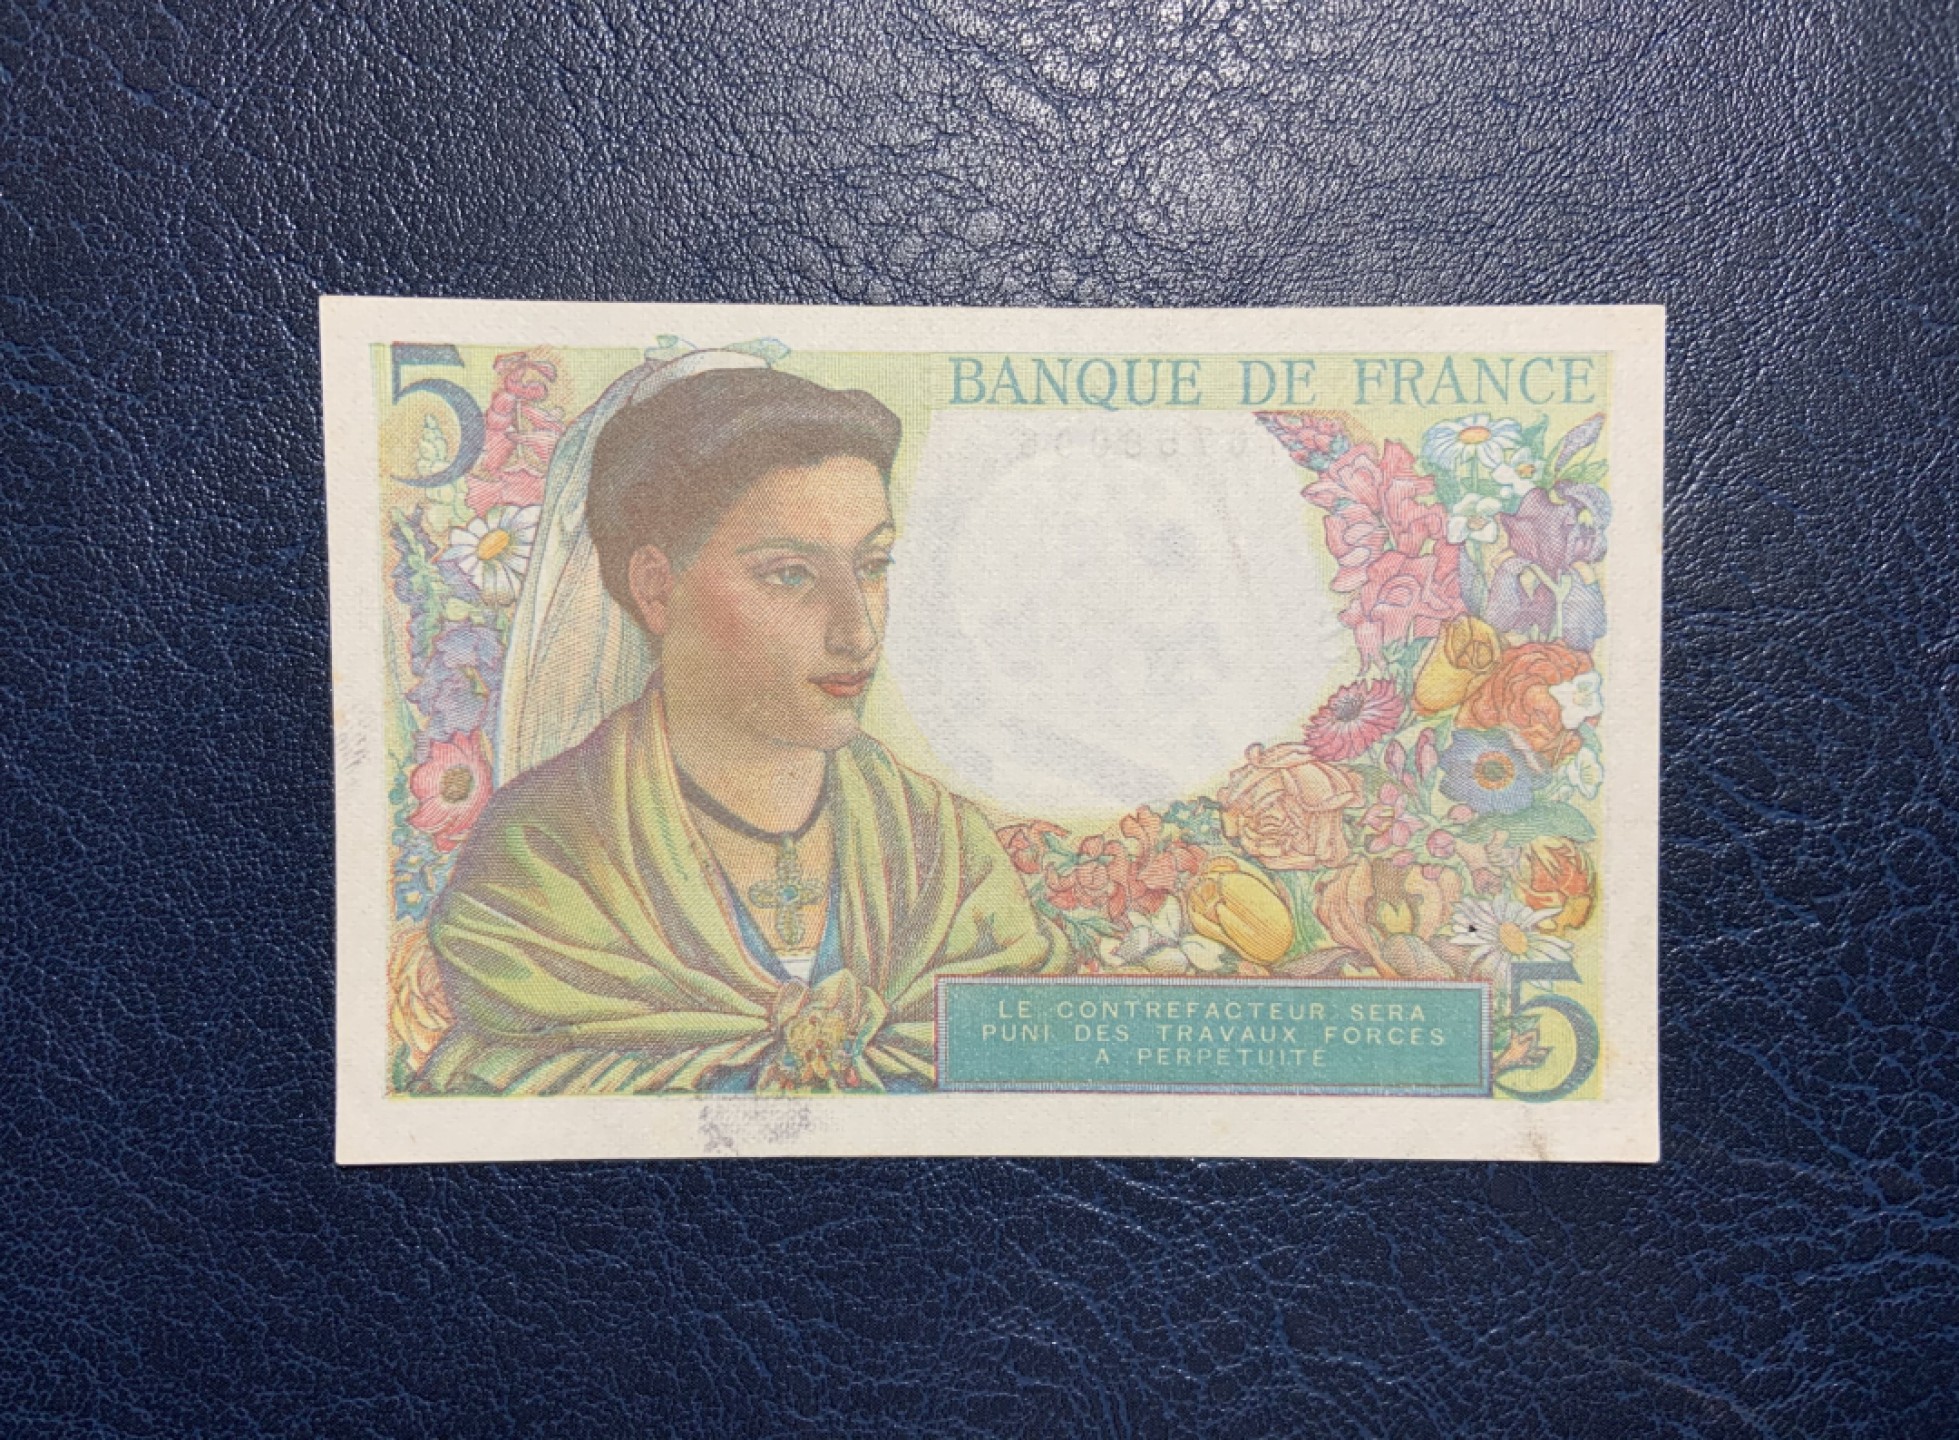 5
BANQUE DE FRANCE
LE CONTREFACTEUR SERA
PUNI DES TRAVAUX FORCES
A PERPETUITE
5